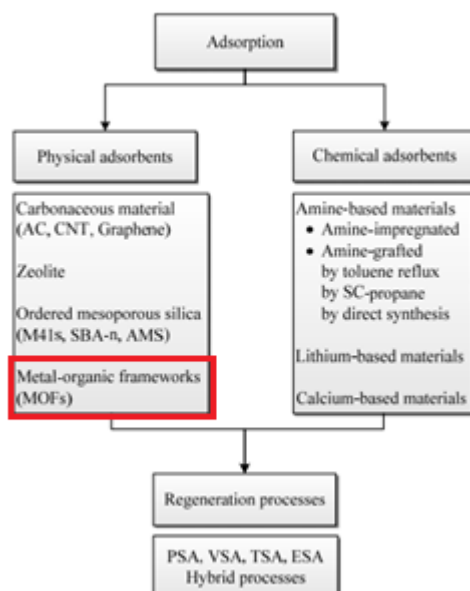 Adsorption
Physical adsorbents
Carbonaceous material
(AC, CNT, Graphene)
Zeolite
Ordered mesoporous silica
(M41s, SBA-n, AMS)
Metal-organic frameworks
(MOFs)
Chemical adsorbents
Amine-based materials
• Amine-impregnated
• Amine-grafted
by toluene reflux
by SC-propane
by direct synthesis
Lithium-based materials
Calcium-based materials
Regeneration processes
PSA, VSA, TSA, ESA
Hybrid processes